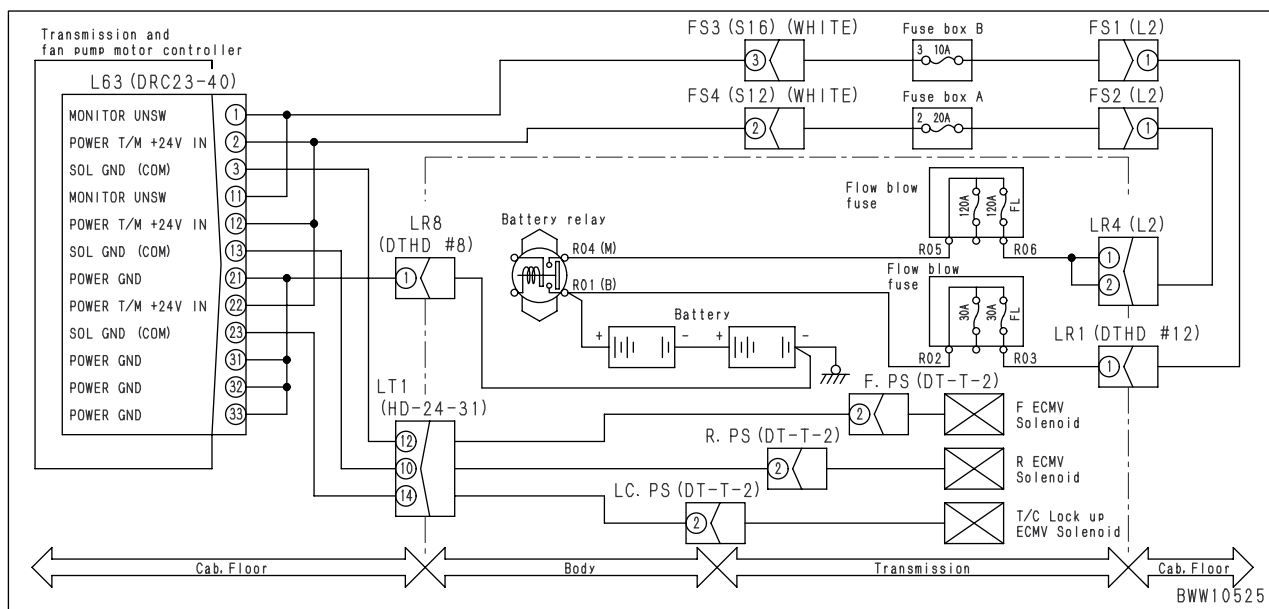 Transmission and
fan pump motor controller
L63 (DRC23-40)
MONITOR UNSW 1
POWER T/M +24V IN 2
SOL GND (COM) 3
MONITOR UNSW 11
POWER T/M +24V IN 12
SOL GND (COM) 13
POWER GND 21
POWER T/M +24V IN 22
SOL GND (COM) 23
POWER GND 31
POWER GND 32
POWER GND 33
FS3 (S16) (WHITE)
3
Fuse box B
3 10A
FS1 (L2)
1
FS4 (S12) (WHITE)
2
Fuse box A
2 20A
FS2 (L2)
1
LR8
(DTHD #8)
1
Battery relay
R04 (M)
R01 (B)
Flow blow
fuse
120A
120A
FL
R05
R06
LR4 (L2)
1
2
Flow blow
fuse
30A
30A
FL
R02
R03
LR1 (DTHD #12)
1
Battery
+ - + -
LT1
(HD-24-31)
12
10
14
F. PS (DT-T-2)
2
F ECMV
Solenoid
R. PS (DT-T-2)
2
R ECMV
Solenoid
LC. PS (DT-T-2)
2
T/C Lock up
ECMV Solenoid
Cab. Floor
Body
Transmission
Cab. Floor
BWW10525